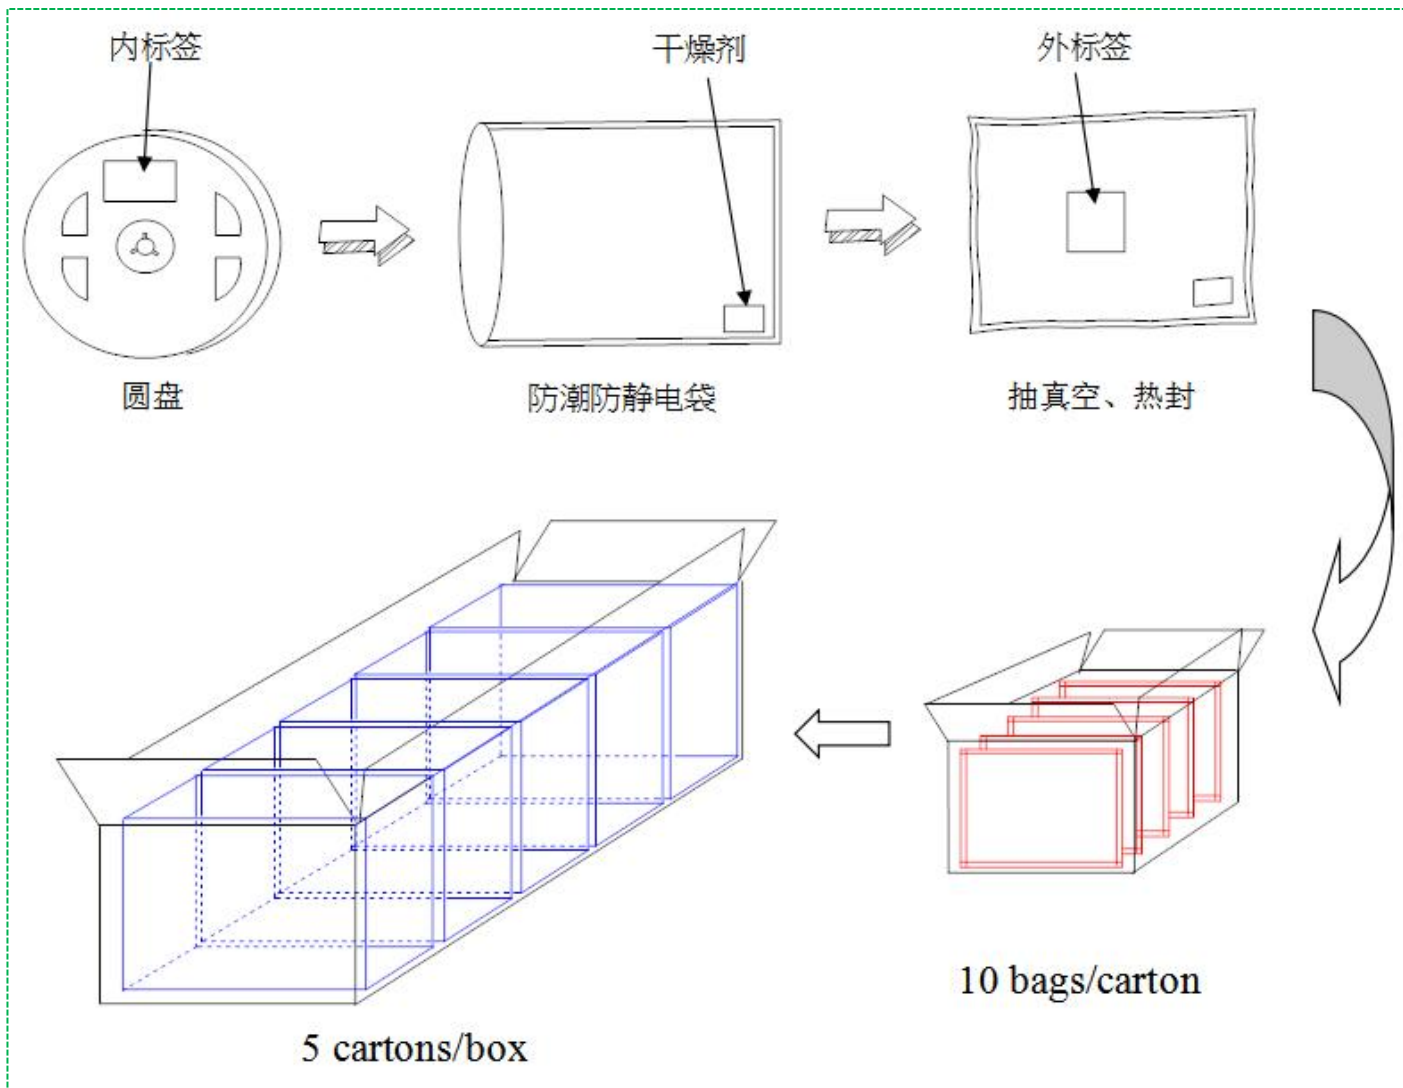 内标签
干燥剂
外标签
圆盘
防潮防静电袋
抽真空、热封
10 bags/carton
5 cartons/box